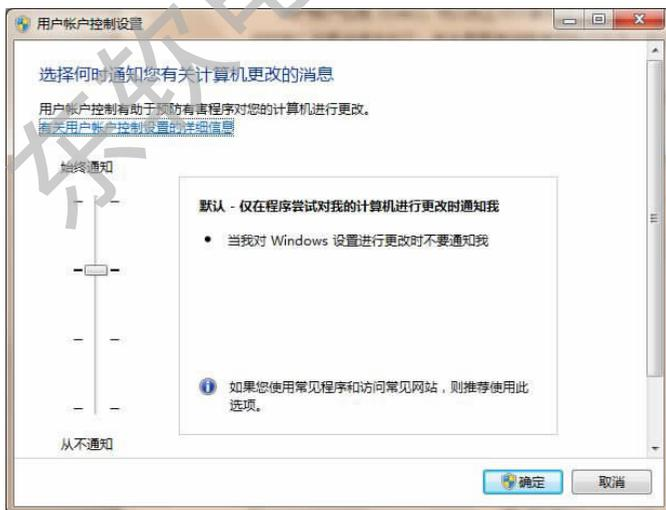 用户帐户控制设置
选择何时通知您有关计算机更改的消息
用户帐户控制有助于预防有害程序对您的计算机进行更改。
有关用户帐户控制设置的详细信息
始终通知
默认 - 仅在程序尝试对我的计算机进行更改时通知我
• 当我对 Windows 设置进行更改时不要通知我
如果您使用常见程序和访问常见网站，则推荐使用此
选项。
从不通知
确定 取消